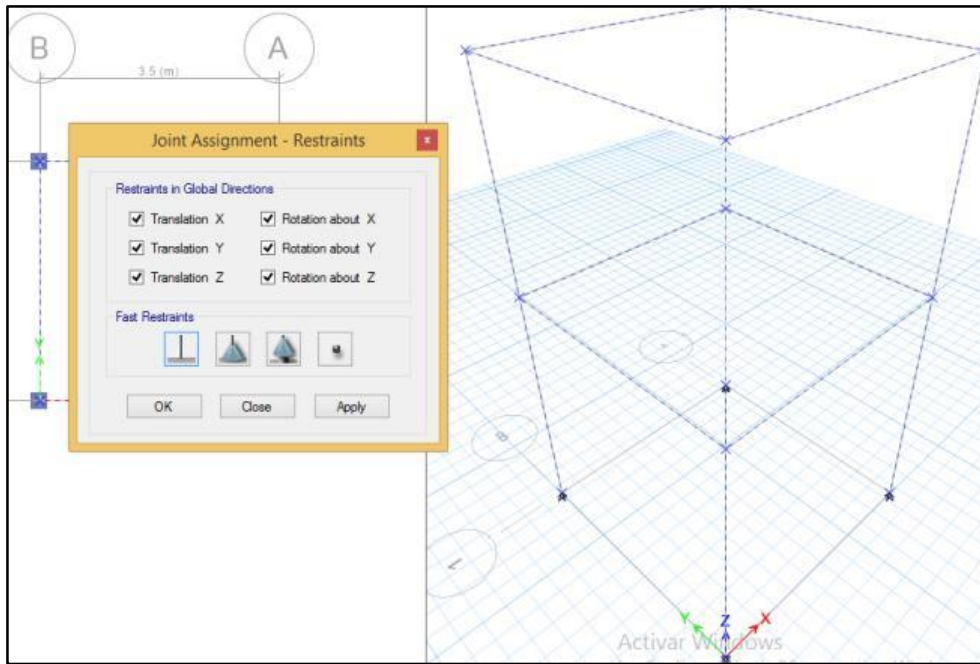 B
A
3.5 (m)
Joint Assignment - Restraints
x
Restraints in Global Directions
Translation X
Rotation about X
Translation Y
Rotation about Y
Translation Z
Rotation about Z
Fast Restraints
OK
Close
Apply
B
Y
Z
X
Activar Windows